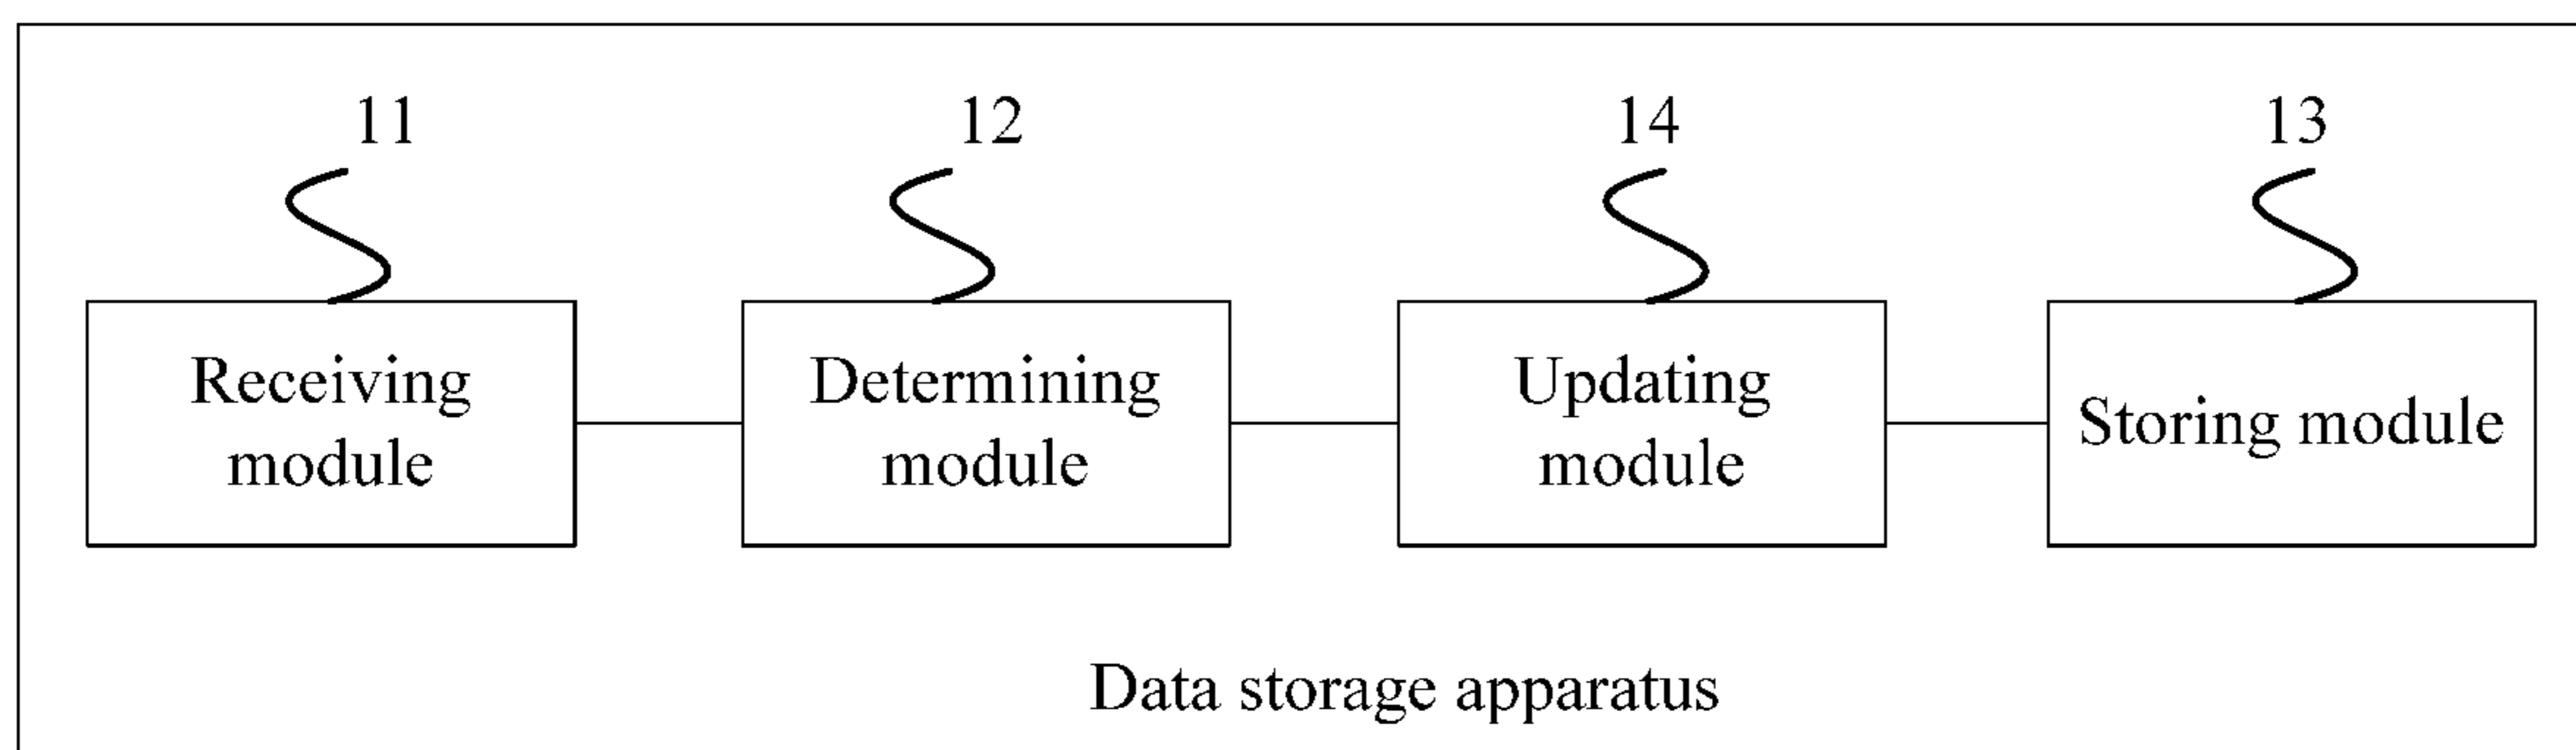 11
12
14
13
Receiving
module
Determining
module
Updating
module
Storing module
Data storage apparatus